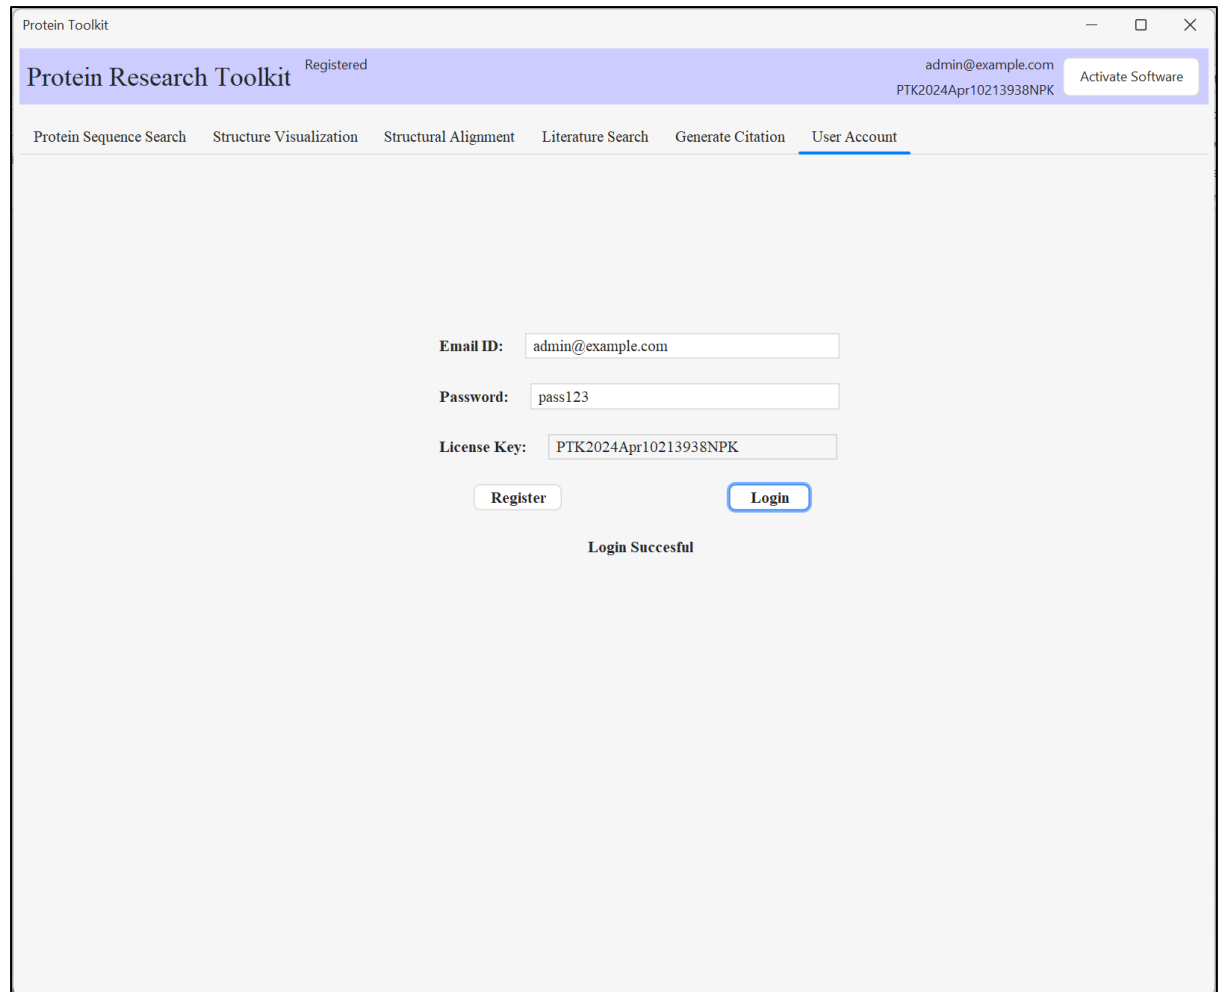 Protein Toolkit
Protein Research Toolkit Registered admin@example.com
PTK2024Apr10213938NPK Activate Software
Protein Sequence Search Structure Visualization Structural Alignment Literature Search Generate Citation User Account
Email ID: admin@example.com
Password: pass123
License Key: PTK2024Apr10213938NPK
Register Login
Login Succesful